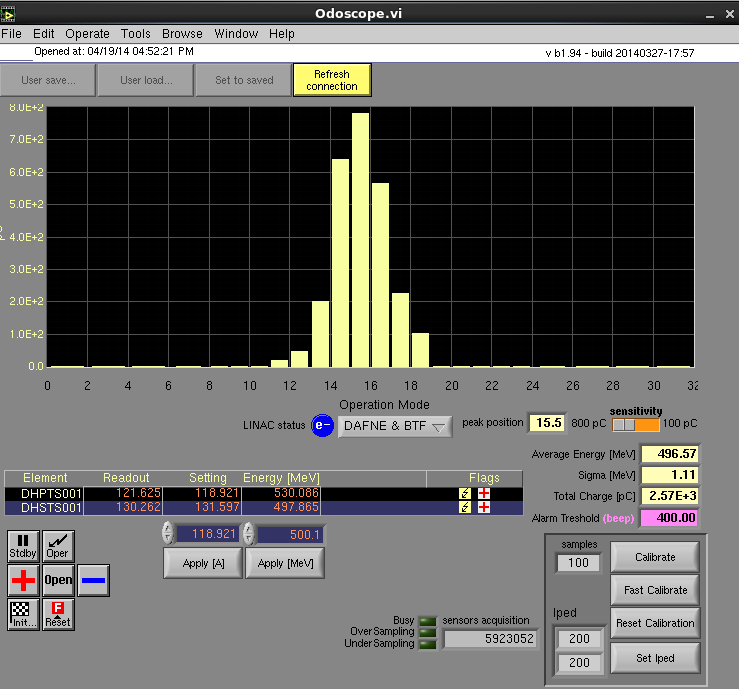 Odoscope.vi
File Edit Operate Tools Browse Window Help
Opened at: 04/19/14 04:52:21 PM
v b1.94 - build 20140327-17:57
User save...
User load...
Set to saved
Refresh
connection
8.0E+2
7.0E+2
6.0E+2
5.0E+2
4.0E+2
3.0E+2
2.0E+2
1.0E+2
0.0
0 2 4 6 8 10 12 14 16 18 20 22 24 26 28 30 32
Operation Mode
LINAC status
e-
DAFNE & BTF
peak position
15.5
800 pC
sensitivity
100 pC
Average Energy [MeV] 496.57
Sigma [MeV] 1.11
Total Charge [pC] 2.57E+3
Alarm Treshold (beep) 400.00
Element Readout Setting Energy [MeV] Flags
DHPTS001 121.625 118.921 530.086
DHSTS001 130.262 131.597 497.865
118.921
500.1
Apply [A]
Apply [MeV]
Stdby
Oper
Open
Init...
F
Reset
Busy
OverSampling
UnderSampling
sensors acquisition
5923052
samples
100
Iped
200
200
Calibrate
Fast Calibrate
Reset Calibration
Set Iped